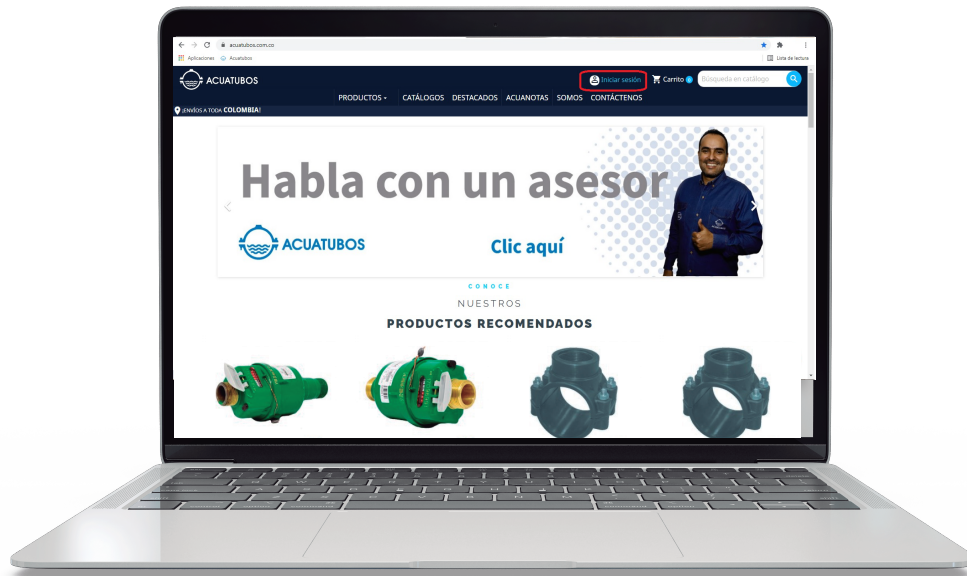 acuatubos.com.co
Aplicaciones Acuatubos Lista de lectura
ACUATUBOS Iniciar sesión Carrito 0 Búsqueda en catálogo
PRODUCTOS CATÁLOGOS DESTACADOS ACUANOTAS SOMOS CONTÁCTENOS
¡ENVÍOS A TODA COLOMBIA!
Habla con un asesor
ACUATUBOS Clic aquí
CONOCE
NUESTROS
PRODUCTOS RECOMENDADOS